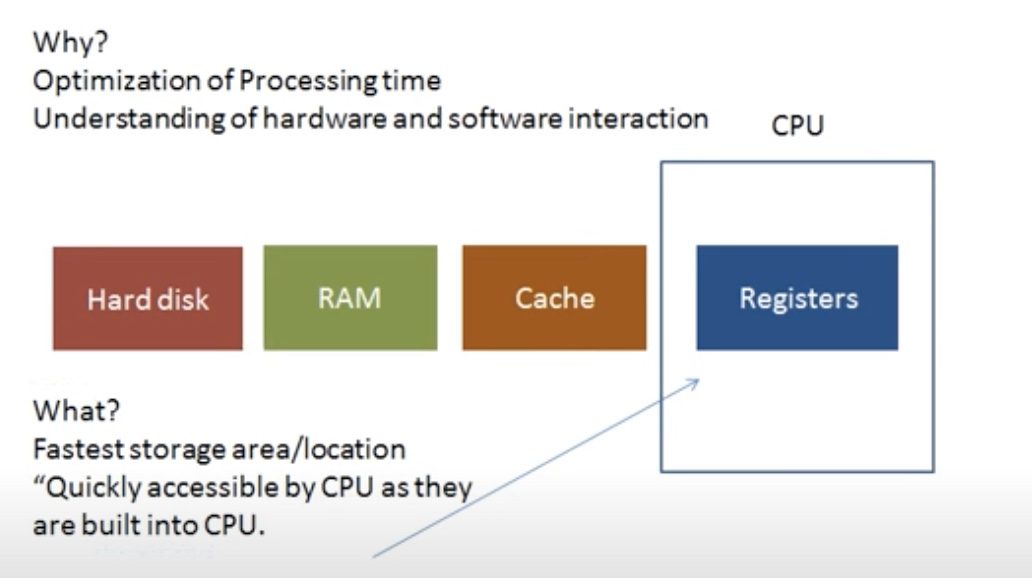 Why?
Optimization of Processing time
Understanding of hardware and software interaction
CPU
Hard disk
RAM
Cache
Registers
What?
Fastest storage area/location
“Quickly accessible by CPU as they
are built into CPU.